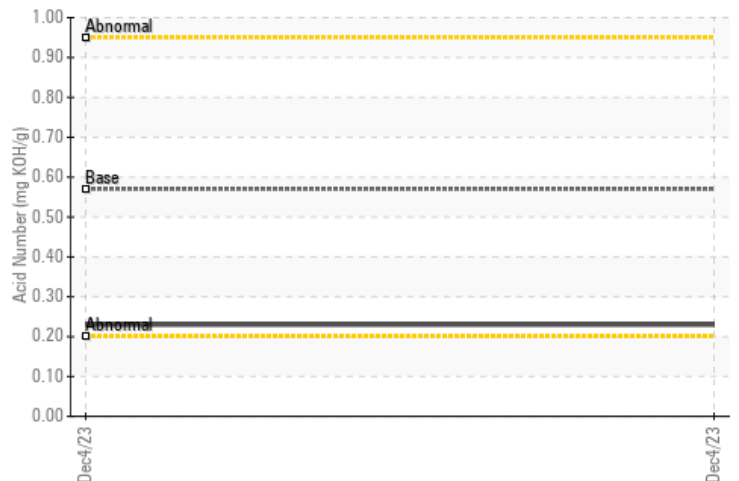 Acid Number (mg KOH/g)
1.00
0.90
0.80
0.70
0.60
0.50
0.40
0.30
0.20
0.10
0.00
Abnormal
Base
Abnormal
Dec4/23
Dec4/23